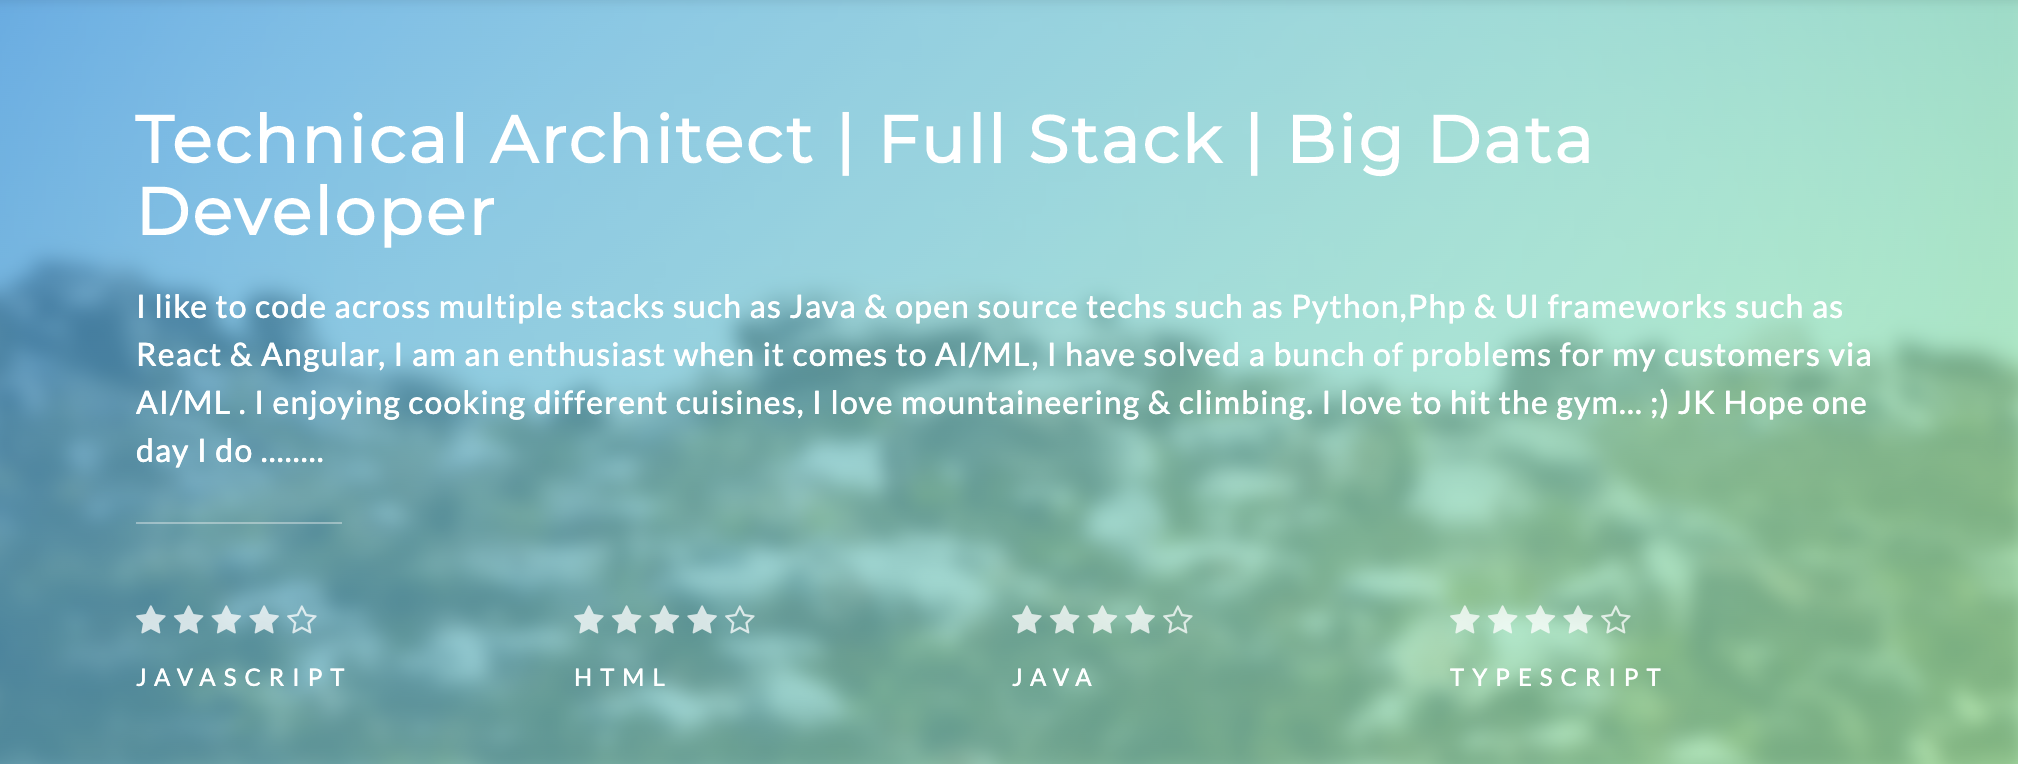 Technical Architect | Full Stack | Big Data
Developer
I like to code across multiple stacks such as Java & open source techs such as Python,Php & UI frameworks such as
React & Angular, I am an enthusiast when it comes to AI/ML, I have solved a bunch of problems for my customers via
AI/ML . I enjoying cooking different cuisines, I love mountaineering & climbing. I love to hit the gym... ;) JK Hope one
day I do ........
JAVASCRIPT
HTML
JAVA
TYPESCRIPT